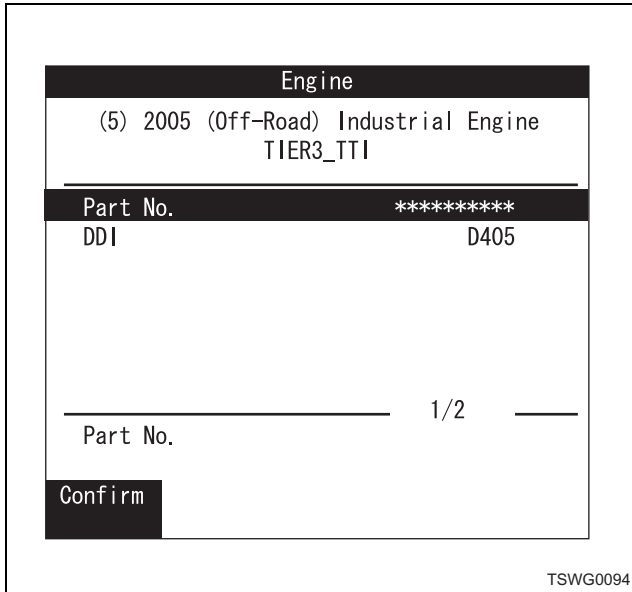 Engine
(5) 2005 (Off-Road) Industrial Engine
TIER3_TTI
Part No. **********
DDI D405
1/2
Part No.
Confirm
TSWG0094